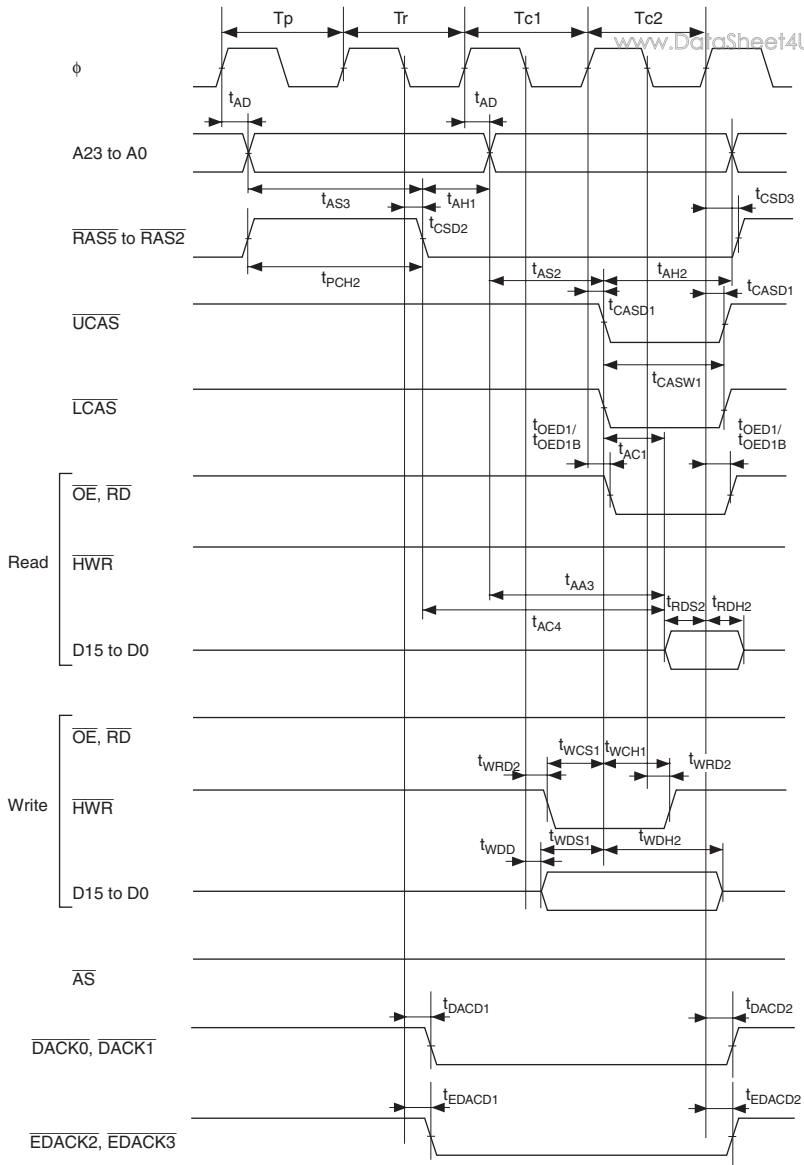 Tp Tr Tc1 Tc2
www.DataSheet4U
ϕ
tAD tAD
A23 to A0
tAS3 tAH1 tCSD3
tCSD2
RAS5 to RAS2
tPCH2 tAS2 tAH2
tCASD1 tCASD1
UCAS
tCASW1
LCAS
tOED1/ tOED1/
tOED1B tAC1 tOED1B
OE, RD
Read HWR
tAA3
tRDS2 tRDH2
tAC4
D15 to D0
OE, RD
tWCS1 tWCH1
tWRD2 tWRD2
Write HWR
tWDD tWDS1 tWDH2
D15 to D0
AS
tDACD1 tDACD2
DACK0, DACK1
tEDACD1 tEDACD2
EDACK2, EDACK3